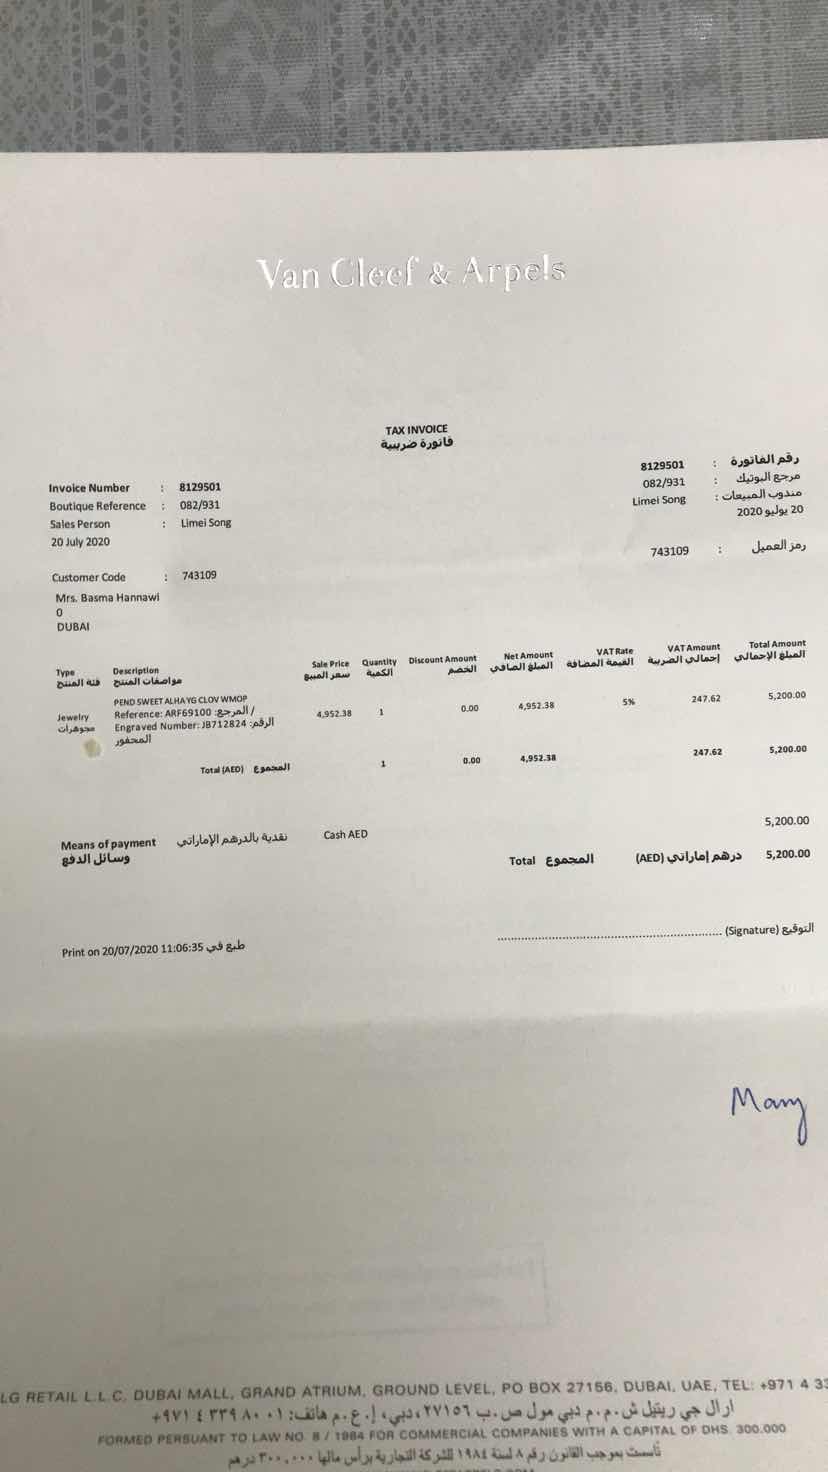 Van Cleef & Arpels
TAX INVOICE
فاتورة ضريبية
Invoice Number : 8129501
Boutique Reference : 082/931
Sales Person : Limei Song
20 July 2020
رقم الفاتورة : 8129501
مرجع البوتيك : 082/931
مندوب المبيعات : Limei Song
20 يوليو 2020
Customer Code : 743109
رمز العميل : 743109
Mrs. Basma Hannawi
0
DUBAI
Type Description Sale Price Quantity Discount Amount Net Amount VAT Rate VAT Amount Total Amount
فئة المنتج مواصفات المنتج سعر المبيع الكمية الخصم المبلغ الصافي القيمة المضافة إجمالي الضريبة المبلغ الإجمالي
PEND SWEET ALHA YG CLOV WMOP
Jewelry Reference: ARF69100 :المرجع / 4,952.38 1 0.00 4,952.38 5% 247.62 5,200.00
مجوهرات Engraved Number: JB712824 :الرقم
المحفور
Total (AED) المجموع 1 0.00 4,952.38 247.62 5,200.00
Means of payment نقدية بالدرهم الإماراتي Cash AED 5,200.00
وسائل الدفع
Total المجموع درهم إماراتي (AED) 5,200.00
Print on 20/07/2020 11:06:35 طبع في
التوقيع (Signature) ........................................................
Mary
LG RETAIL L.L.C, DUBAI MALL, GRAND ATRIUM, GROUND LEVEL, PO BOX 27156, DUBAI, UAE, TEL: +971 4 33
ار ال جي ريتيل ش.م.م دبي مول ص.ب ٢٧١٥٦، دبي، إ.ع.م هاتف: ٠١ ٨٠ ٣٣٩ ٤ ٩٧١+
FORMED PERSUANT TO LAW NO. 8 / 1984 FOR COMMERCIAL COMPANIES WITH A CAPITAL OF DHS. 300.000
تأسست بموجب القانون رقم ٨ لسنة ١٩٨٤ للشركة التجارية برأس مالها ٣٠٠,٠٠٠ درهم